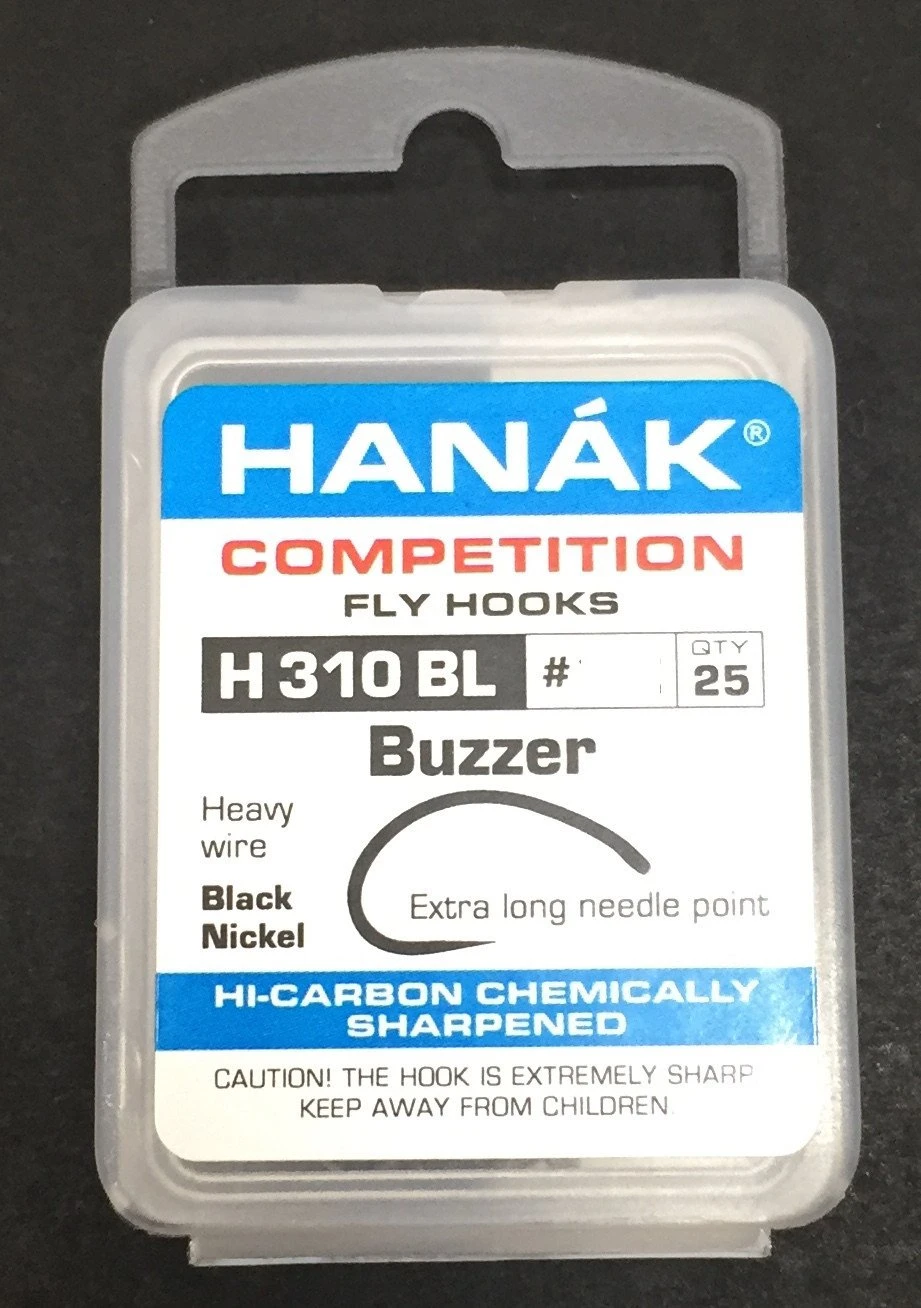 HANÁK®
COMPETITION
FLY HOOKS
H 310 BL # QTY 25
Buzzer
Heavy
wire
Black
Nickel
Extra long needle point
HI-CARBON CHEMICALLY
SHARPENED
CAUTION! THE HOOK IS EXTREMELY SHARP
KEEP AWAY FROM CHILDREN.